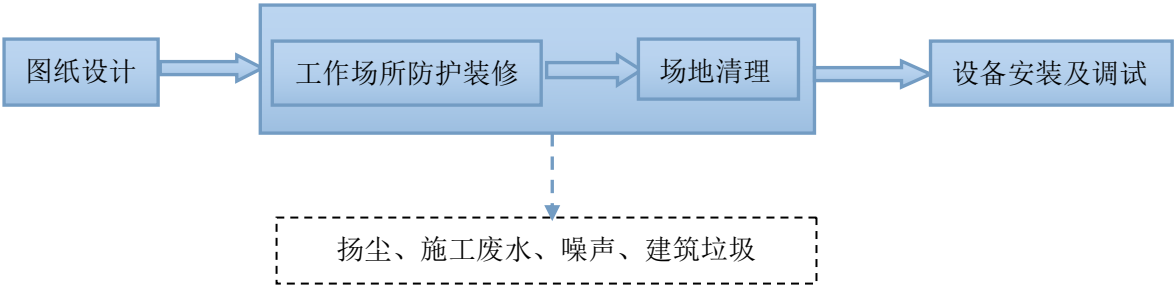 图纸设计
工作场所防护装修
场地清理
设备安装及调试
扬尘、施工废水、噪声、建筑垃圾